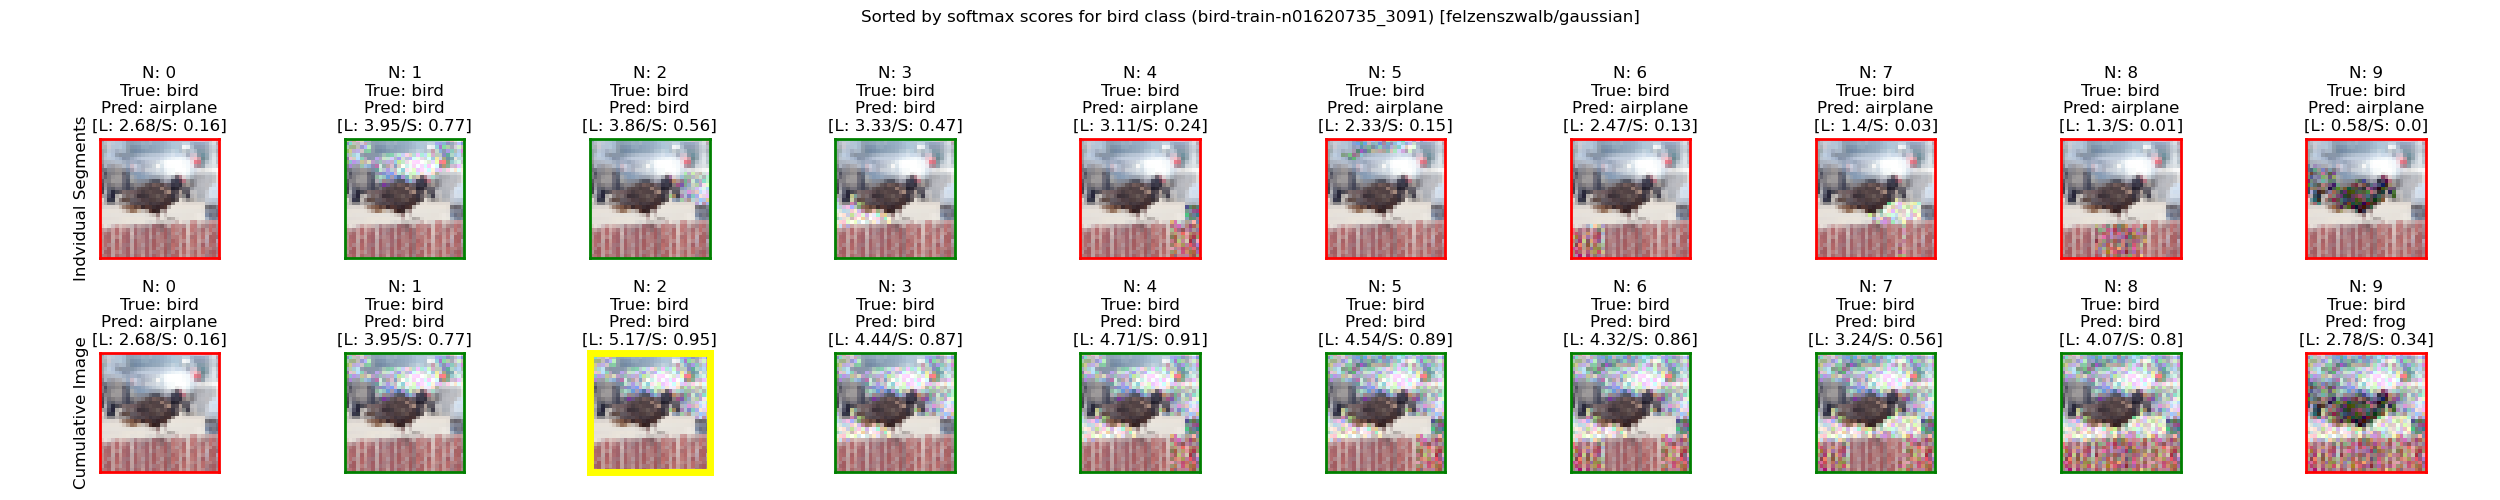 Sorted by softmax scores for bird class (bird-train-n01620735_3091) [felzenszwalb/gaussian]
Indvidual Segments
N: 0
True: bird
Pred: airplane
[L: 2.68/S: 0.16]
N: 1
True: bird
Pred: bird
[L: 3.95/S: 0.77]
N: 2
True: bird
Pred: bird
[L: 3.86/S: 0.56]
N: 3
True: bird
Pred: bird
[L: 3.33/S: 0.47]
N: 4
True: bird
Pred: airplane
[L: 3.11/S: 0.24]
N: 5
True: bird
Pred: airplane
[L: 2.33/S: 0.15]
N: 6
True: bird
Pred: airplane
[L: 2.47/S: 0.13]
N: 7
True: bird
Pred: airplane
[L: 1.4/S: 0.03]
N: 8
True: bird
Pred: airplane
[L: 1.3/S: 0.01]
N: 9
True: bird
Pred: airplane
[L: 0.58/S: 0.0]
Cumulative Image
N: 0
True: bird
Pred: airplane
[L: 2.68/S: 0.16]
N: 1
True: bird
Pred: bird
[L: 3.95/S: 0.77]
N: 2
True: bird
Pred: bird
[L: 5.17/S: 0.95]
N: 3
True: bird
Pred: bird
[L: 4.44/S: 0.87]
N: 4
True: bird
Pred: bird
[L: 4.71/S: 0.91]
N: 5
True: bird
Pred: bird
[L: 4.54/S: 0.89]
N: 6
True: bird
Pred: bird
[L: 4.32/S: 0.86]
N: 7
True: bird
Pred: bird
[L: 3.24/S: 0.56]
N: 8
True: bird
Pred: bird
[L: 4.07/S: 0.8]
N: 9
True: bird
Pred: frog
[L: 2.78/S: 0.34]